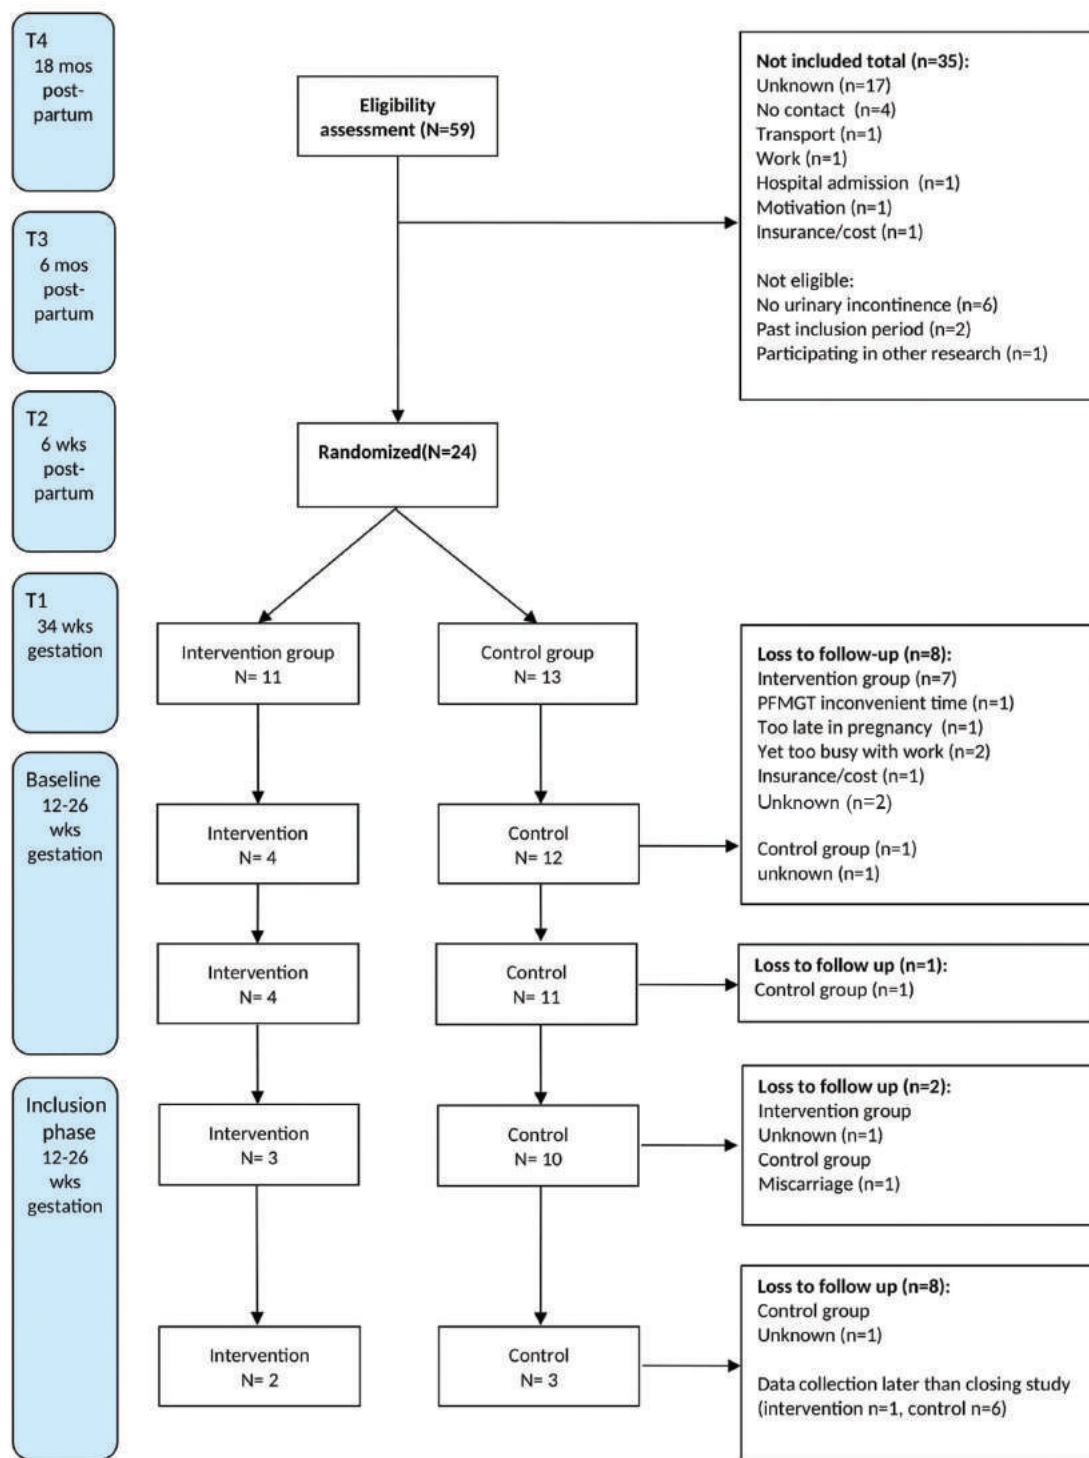 T4
18 mos
post-
partum
T3
6 mos
post-
partum
T2
6 wks
post-
partum
T1
34 wks
gestation
Baseline
12-26
wks
gestation
Inclusion
phase
12-26
wks
gestation
Eligibility
assessment (N=59)
Not included total (n=35):
Unknown (n=17)
No contact (n=4)
Transport (n=1)
Work (n=1)
Hospital admission (n=1)
Motivation (n=1)
Insurance/cost (n=1)
Not eligible:
No urinary incontinence (n=6)
Past inclusion period (n=2)
Participating in other research (n=1)
Randomized(N=24)
Intervention group
N= 11
Control group
N= 13
Loss to follow-up (n=8):
Intervention group (n=7)
PFMGT inconvenient time (n=1)
Too late in pregnancy (n=1)
Yet too busy with work (n=2)
Insurance/cost (n=1)
Unknown (n=2)
Control group (n=1)
unknown (n=1)
Intervention
N= 4
Control
N= 12
Intervention
N= 4
Control
N= 11
Loss to follow up (n=1):
Control group (n=1)
Intervention
N= 3
Control
N= 10
Loss to follow up (n=2):
Intervention group
Unknown (n=1)
Control group
Miscarriage (n=1)
Intervention
N= 2
Control
N= 3
Loss to follow up (n=8):
Control group
Unknown (n=1)
Data collection later than closing study
(intervention n=1, control n=6)